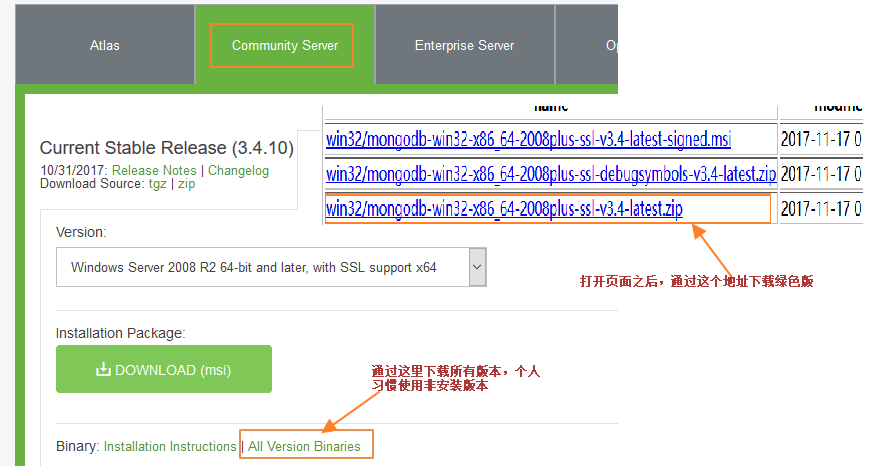 Atlas
Community Server
Enterprise Server
Current Stable Release (3.4.10)
10/31/2017: Release Notes | Changelog
Download Source: tgz | zip
win32/mongodb-win32-x86_64-2008plus-ssl-v3.4-latest-signed.msi 2017-11-17 0
win32/mongodb-win32-x86_64-2008plus-ssl-debugsymbols-v3.4-latest.zip 2017-11-17 0
win32/mongodb-win32-x86_64-2008plus-ssl-v3.4-latest.zip 2017-11-17 0
Version:
Windows Server 2008 R2 64-bit and later, with SSL support x64
打开页面之后,通过这个地址下载绿色版
Installation Package:
DOWNLOAD (msi)
通过这里下载所有版本,个人
习惯使用非安装版本
Binary: Installation Instructions | All Version Binaries